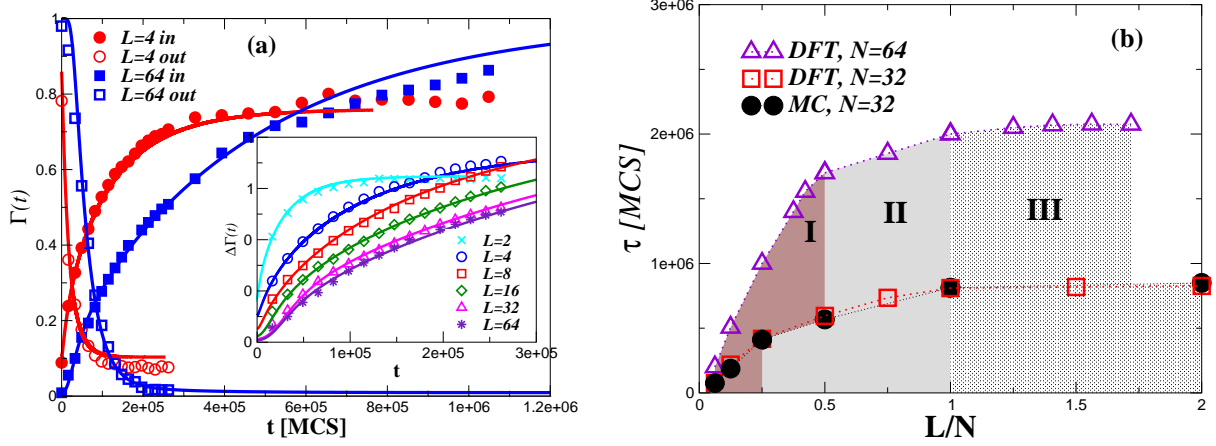 (a)
L=4 in
L=4 out
L=64 in
L=64 out
1
0.8
0.6
0.4
0.2
0
Γ(t)
0
2e+05
4e+05
6e+05
8e+05
1e+06
1.2e+06
t [MCS]
1
0
0
0
ΔΓ(t)
L=2
L=4
L=8
L=16
L=32
L=64
0
1e+05
2e+05
3e+05
t
(b)
DFT, N=64
DFT, N=32
MC, N=32
3e+06
2e+06
1e+06
0
τ [MCS]
I
II
III
0
0.5
1
1.5
2
L/N